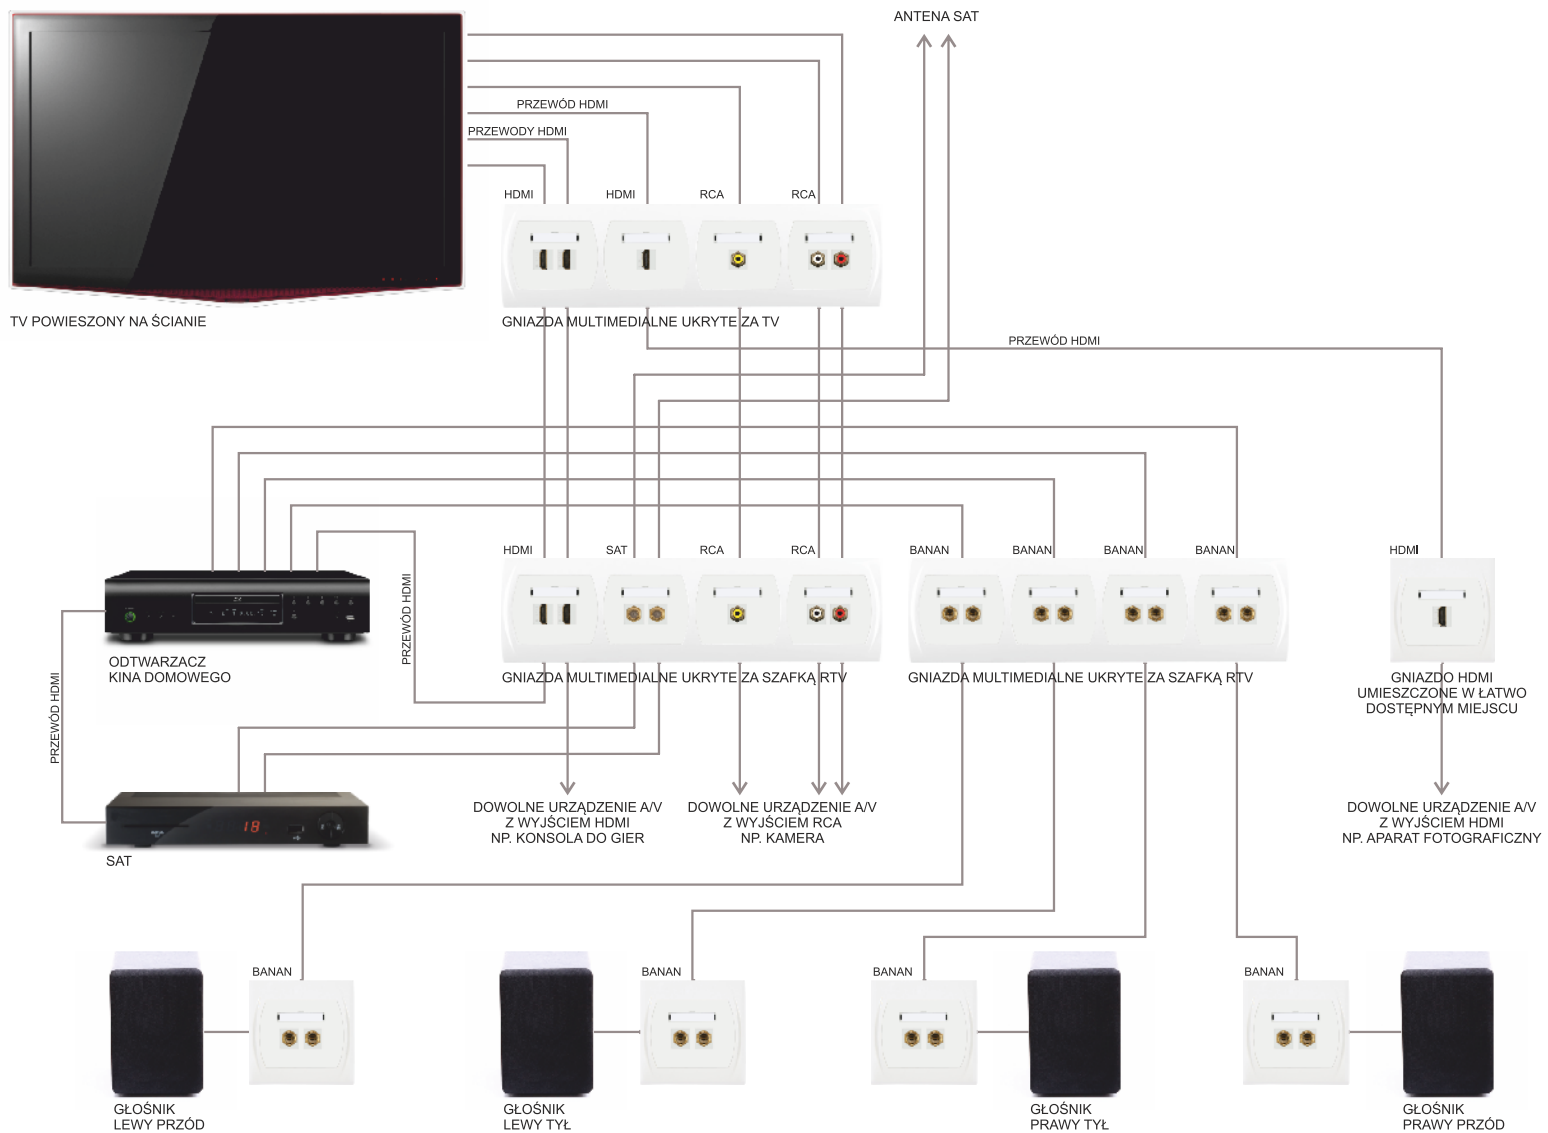 ANTENA SAT
PRZEWÓD HDMI
PRZEWODY HDMI
HDMI
HDMI
RCA
RCA
TV POWIESZONY NA ŚCIANIE
GNIAZDA MULTIMEDIALNE UKRYTE ZA TV
PRZEWÓD HDMI
HDMI
SAT
RCA
RCA
BANAN
BANAN
BANAN
BANAN
HDMI
PRZEWÓD HDMI
ODTWARZACZ
KINA DOMOWEGO
GNIAZDA MULTIMEDIALNE UKRYTE ZA SZAFKĄ RTV
GNIAZDA MULTIMEDIALNE UKRYTE ZA SZAFKĄ RTV
GNIAZDO HDMI
UMIESZCZONE W ŁATWO
DOSTĘPNYM MIEJSCU
PRZEWÓD HDMI
18
SAT
DOWOLNE URZĄDZENIE A/V
Z WYJŚCIEM HDMI
NP. KONSOLA DO GIER
DOWOLNE URZĄDZENIE A/V
Z WYJŚCIEM RCA
NP. KAMERA
DOWOLNE URZĄDZENIE A/V
Z WYJŚCIEM HDMI
NP. APARAT FOTOGRAFICZNY
BANAN
BANAN
BANAN
BANAN
GŁOŚNIK
LEWY PRZÓD
GŁOŚNIK
LEWY TYŁ
GŁOŚNIK
PRAWY TYŁ
GŁOŚNIK
PRAWY PRZÓD